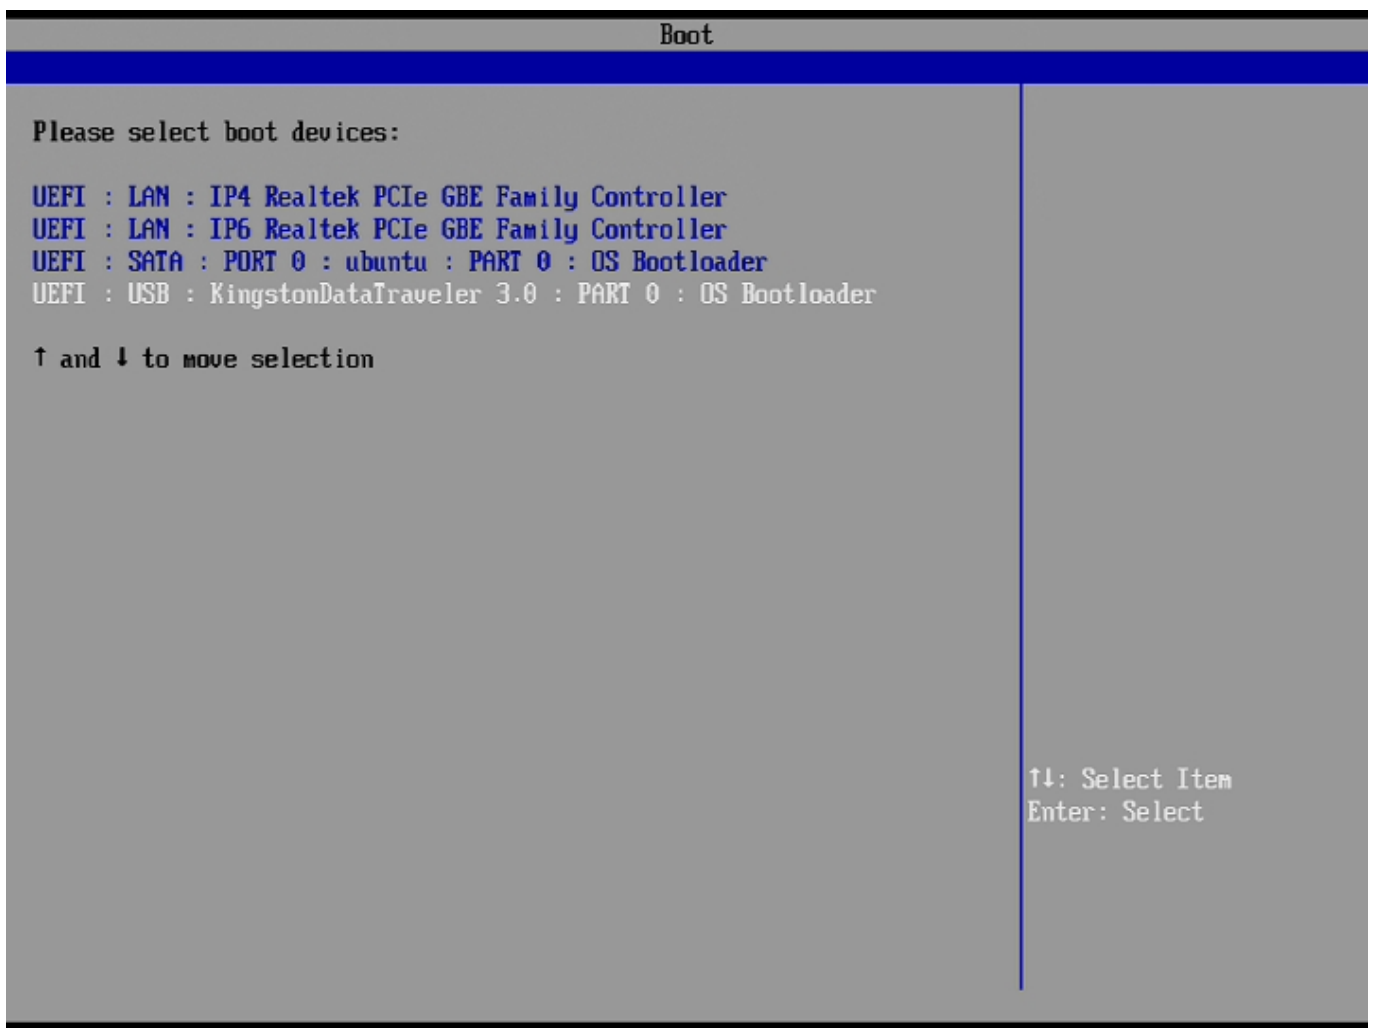 Boot
Please select boot devices:
UEFI : LAN : IP4 Realtek PCIe GBE Family Controller
UEFI : LAN : IP6 Realtek PCIe GBE Family Controller
UEFI : SATA : PORT 0 : ubuntu : PART 0 : OS Bootloader
UEFI : USB : KingstonDataTraveler 3.0 : PART 0 : OS Bootloader
↑ and ↓ to move selection
↑↓: Select Item
Enter: Select